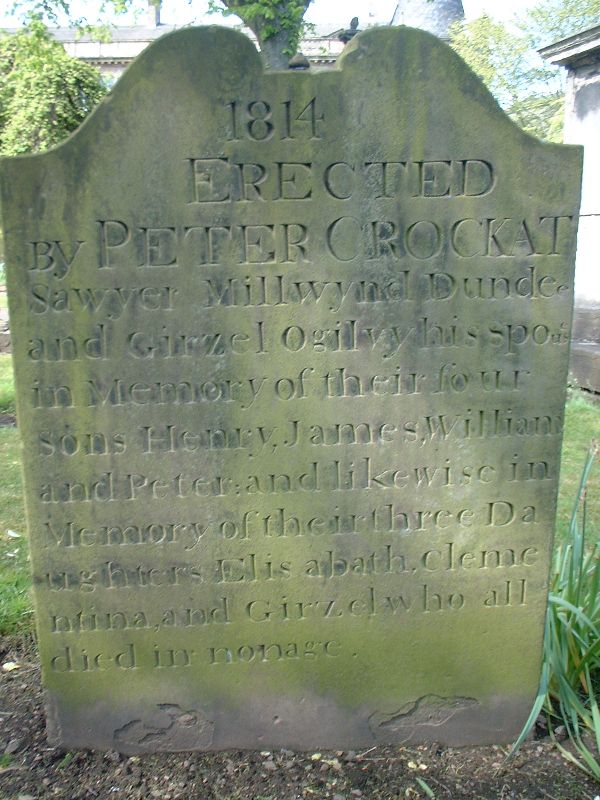 1814
ERECTED
BY PETER CROCKAT
Sawyer Millwynd Dundee
and Girzel Ogilvy his spous
in Memory of their four
sons Henry, James, William
and Peter: and likewise in
Memory of their three Da
ughters Elisabath, Cleme
ntina, and Girzel who all
died in nonage.